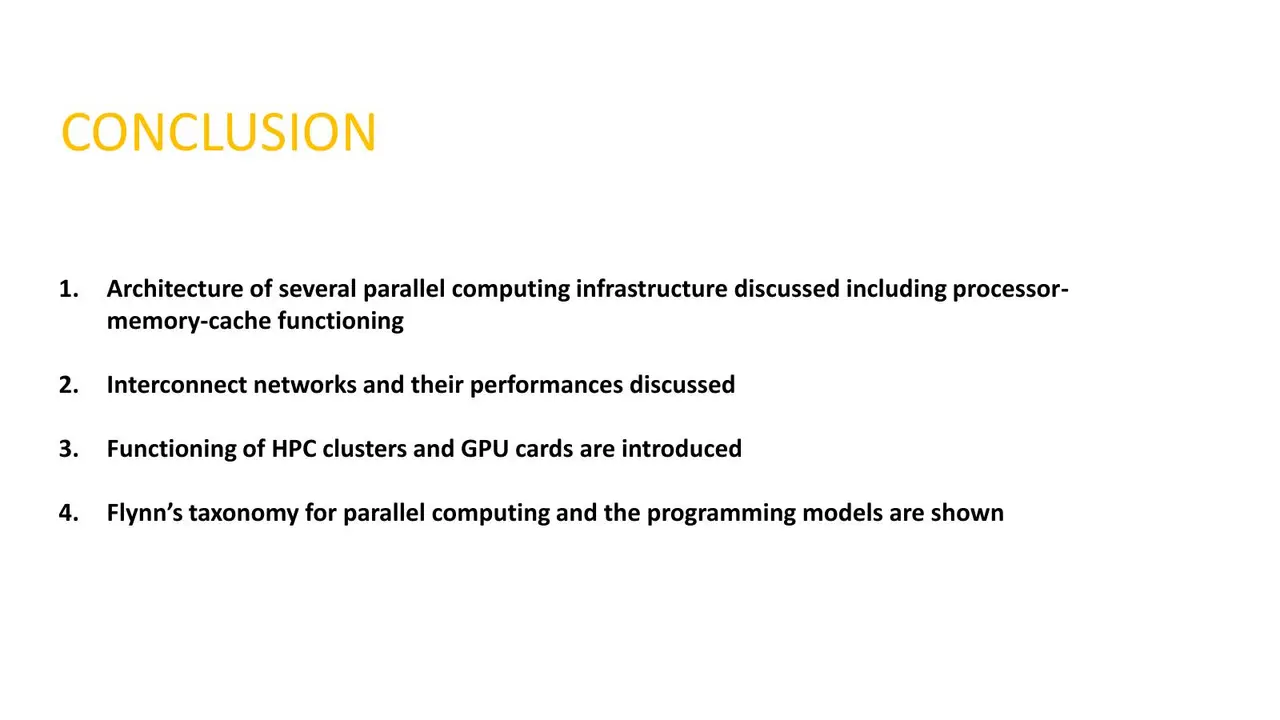 CONCLUSION
1. Architecture of several parallel computing infrastructure discussed including processor-
memory-cache functioning
2. Interconnect networks and their performances discussed
3. Functioning of HPC clusters and GPU cards are introduced
4. Flynn’s taxonomy for parallel computing and the programming models are shown